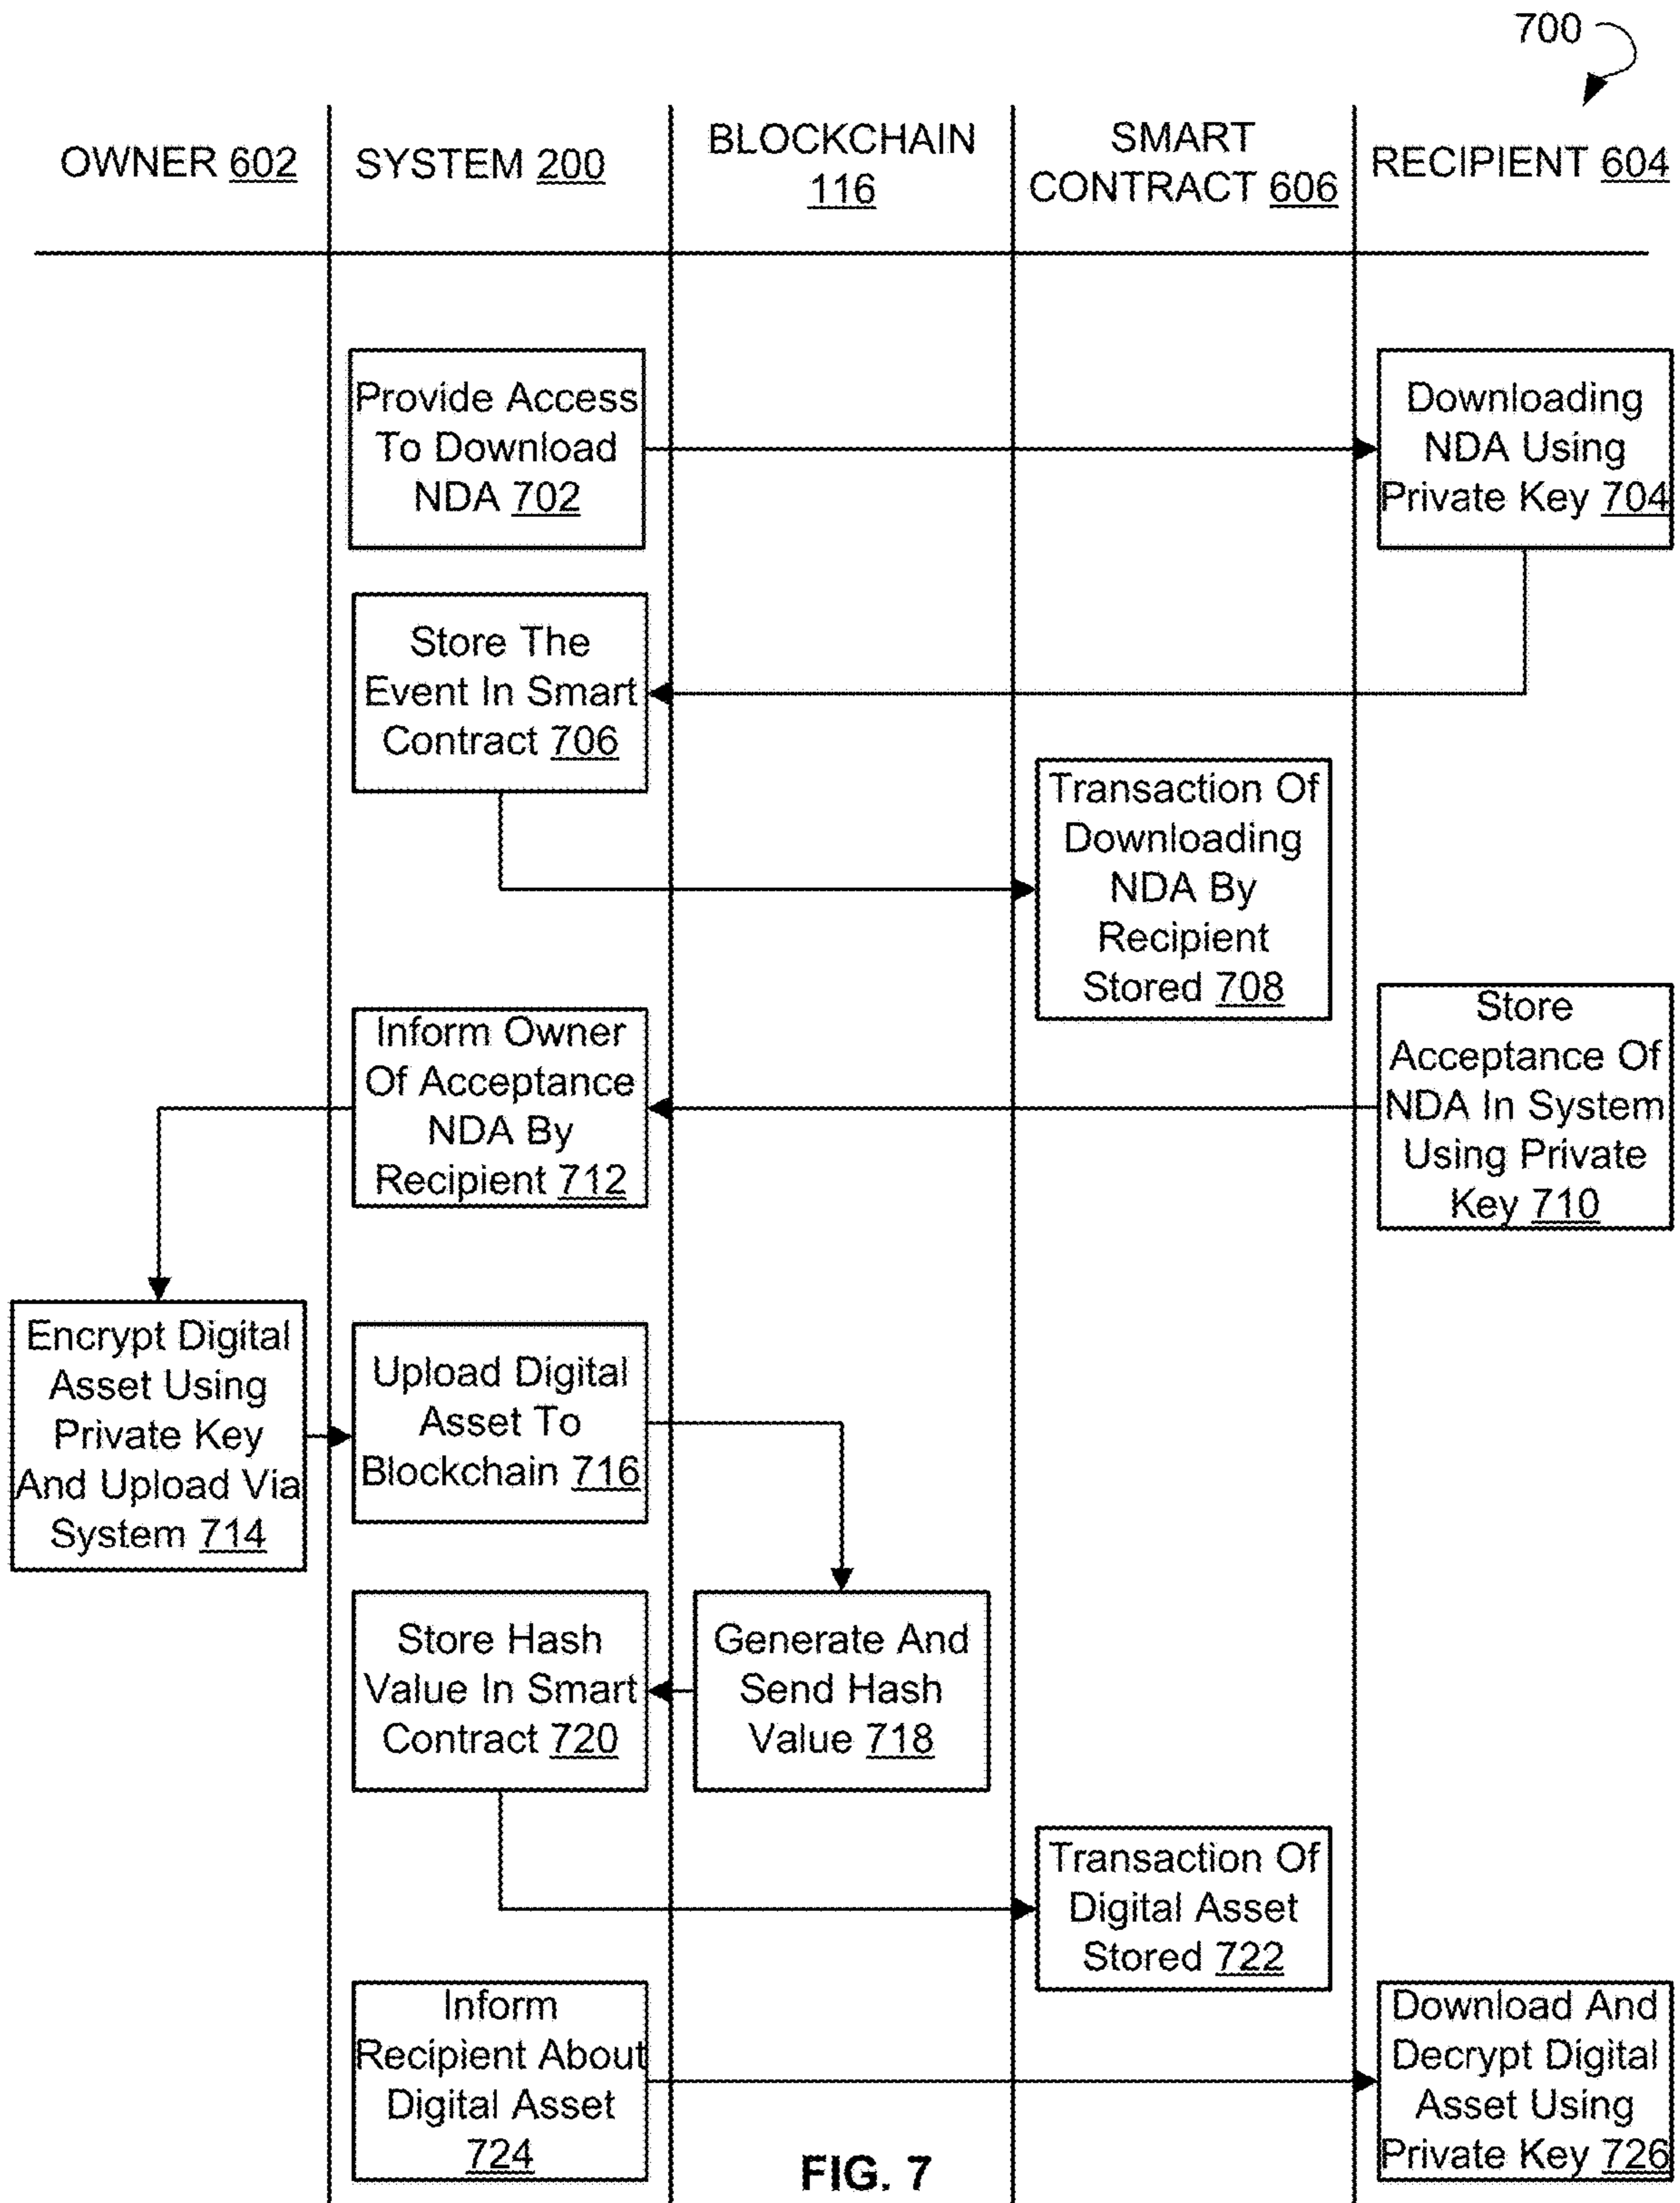 700
OWNER 602
SYSTEM 200
BLOCKCHAIN
116
SMART
CONTRACT 606
RECIPIENT 604
Provide Access
To Download
NDA 702
Downloading
NDA Using
Private Key 704
Store The
Event In Smart
Contract 706
Transaction Of
Downloading
NDA By
Recipient
Stored 708
Store
Acceptance Of
NDA In System
Using Private
Key 710
Inform Owner
Of Acceptance
NDA By
Recipient 712
Encrypt Digital
Asset Using
Private Key
And Upload Via
System 714
Upload Digital
Asset To
Blockchain 716
Generate And
Send Hash
Value 718
Store Hash
Value In Smart
Contract 720
Transaction Of
Digital Asset
Stored 722
Inform
Recipient About
Digital Asset
724
Download And
Decrypt Digital
Asset Using
Private Key 726
FIG. 7